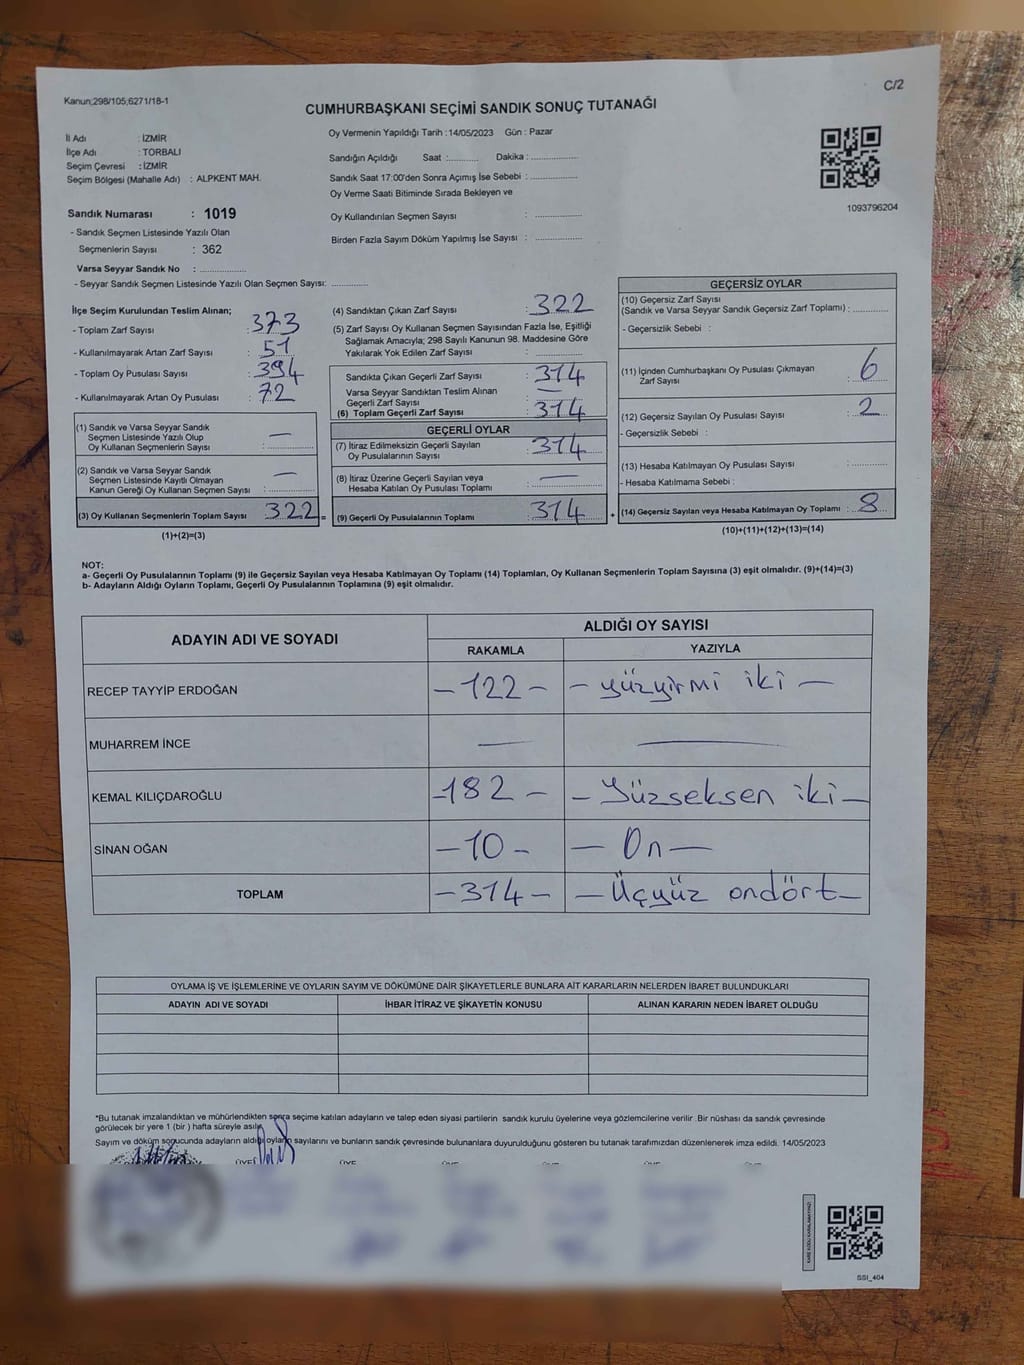 Kanun;298/105;6271/18-1
C/2
CUMHURBAŞKANI SEÇİMİ SANDIK SONUÇ TUTANAĞI
İl Adı : İZMİR
İlçe Adı : TORBALI
Seçim Çevresi : İZMİR
Seçim Bölgesi (Mahalle Adı) : ALPKENT MAH.
Oy Vermenin Yapıldığı Tarih :14/05/2023 Gün : Pazar
Sandığın Açıldığı Saat :.......... Dakika : ................
Sandık Saat 17:00'den Sonra Açımış İse Sebebi : ................
Oy Verme Saati Bitiminde Sırada Bekleyen ve
Oy Kullandırılan Seçmen Sayısı : ................
Birden Fazla Sayım Döküm Yapılmış İse Sayısı : ................
1093796204
Sandık Numarası : 1019
- Sandık Seçmen Listesinde Yazılı Olan
Seçmenlerin Sayısı : 362
Varsa Seyyar Sandık No : ................
- Seyyar Sandık Seçmen Listesinde Yazılı Olan Seçmen Sayısı: .............
İlçe Seçim Kurulundan Teslim Alınan;
- Toplam Zarf Sayısı : 373
- Kullanılmayarak Artan Zarf Sayısı : 51
- Toplam Oy Pusulası Sayısı : 394
- Kullanılmayarak Artan Oy Pusulası : 72
(1) Sandık ve Varsa Seyyar Sandık
Seçmen Listesinde Yazılı Olup
Oy Kullanan Seçmenlerin Sayısı : —
(2) Sandık ve Varsa Seyyar Sandık
Seçmen Listesinde Kayıtlı Olmayan
Kanun Gereği Oy Kullanan Seçmen Sayısı : —
(3) Oy Kullanan Seçmenlerin Toplam Sayısı 322 =
(1)+(2)=(3)
(4) Sandıktan Çıkan Zarf Sayısı : 322
(5) Zarf Sayısı Oy Kullanan Seçmen Sayısından Fazla İse, Eşitliği
Sağlamak Amacıyla; 298 Sayılı Kanunun 98. Maddesine Göre
Yakılarak Yok Edilen Zarf Sayısı : ................
Sandıkta Çıkan Geçerli Zarf Sayısı : 314
Varsa Seyyar Sandıktan Teslim Alınan
Geçerli Zarf Sayısı : —
(6) Toplam Geçerli Zarf Sayısı : 314
GEÇERLİ OYLAR
(7) İtiraz Edilmeksizin Geçerli Sayılan
Oy Pusulalarının Sayısı : 314
(8) İtiraz Üzerine Geçerli Sayılan veya
Hesaba Katılan Oy Pusulası Toplamı : —
(9) Geçerli Oy Pusulalarının Toplamı : 314 +
GEÇERSİZ OYLAR
(10) Geçersiz Zarf Sayısı
(Sandık ve Varsa Seyyar Sandık Geçersiz Zarf Toplamı) : ............
- Geçersizlik Sebebi :
(11) İçinden Cumhurbaşkanı Oy Pusulası Çıkmayan
Zarf Sayısı : 6
(12) Geçersiz Sayılan Oy Pusulası Sayısı : 2
- Geçersizlik Sebebi :
(13) Hesaba Katılmayan Oy Pusulası Sayısı : ............
- Hesaba Katılmama Sebebi :
(14) Geçersiz Sayılan veya Hesaba Katılmayan Oy Toplamı : 8
(10)+(11)+(12)+(13)=(14)
NOT:
a- Geçerli Oy Pusulalarının Toplamı (9) ile Geçersiz Sayılan veya Hesaba Katılmayan Oy Toplamı (14) Toplamları, Oy Kullanan Seçmenlerin Toplam Sayısına (3) eşit olmalıdır. (9)+(14)=(3)
b- Adayların Aldığı Oyların Toplamı, Geçerli Oy Pusulalarının Toplamına (9) eşit olmalıdır.
ADAYIN ADI VE SOYADI
ALDIĞI OY SAYISI
RAKAMLA YAZIYLA
RECEP TAYYİP ERDOĞAN -122- - yüzyirmi iki -
MUHARREM İNCE — —
KEMAL KILIÇDAROĞLU -182- - Yüzseksen iki -
SİNAN OĞAN -10- - On -
TOPLAM -314- - Üçyüz ondört -
OYLAMA İŞ VE İŞLEMLERİNE VE OYLARIN SAYIM VE DÖKÜMÜNE DAİR ŞİKAYETLERLE BUNLARA AİT KARARLARIN NELERDEN İBARET BULUNDUKLARI
ADAYIN ADI VE SOYADI İHBAR İTİRAZ VE ŞİKAYETİN KONUSU ALINAN KARARIN NEDEN İBARET OLDUĞU
*Bu tutanak imzalandıktan ve mühürlendikten sonra seçime katılan adayların ve talep eden siyasi partilerin sandık kurulu üyelerine veya gözlemcilerine verilir. Bir nüshası da sandık çevresinde
görülecek bir yere 1 (bir) hafta süreyle asılır.
Sayım ve döküm sonucunda adayların aldığı oyların sayılarını ve bunların sandık çevresinde bulunanlara duyurulduğunu gösteren bu tutanak tarafımızdan düzenlenerek imza edildi. 14/05/2023
SSI_404